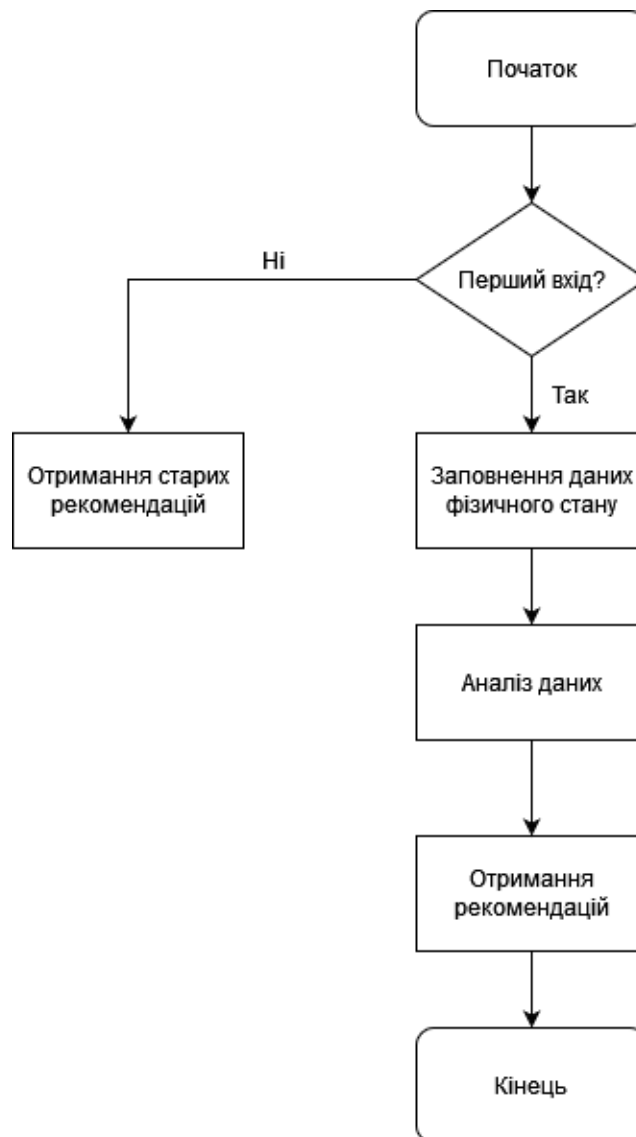 Початок
Перший вхід?
Ні
Так
Отримання старих
рекомендацій
Заповнення даних
фізичного стану
Аналіз даних
Отримання
рекомендацій
Кінець